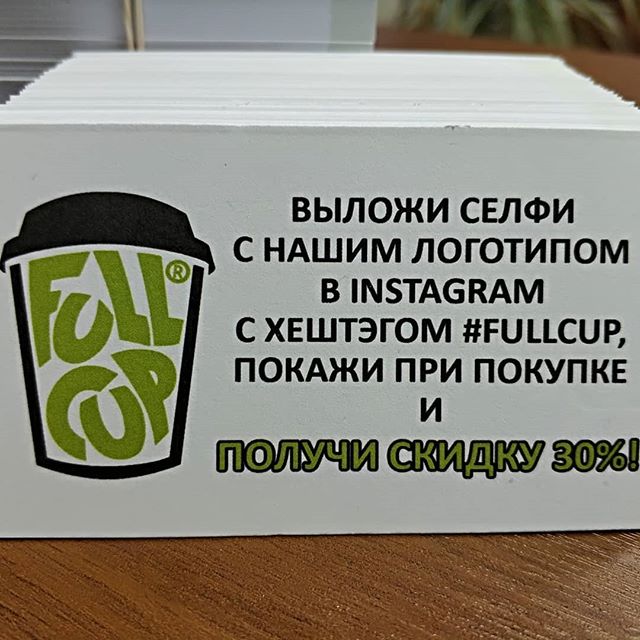 FULL®
CUP
ВЫЛОЖИ СЕЛФИ
С НАШИМ ЛОГОТИПОМ
В INSTAGRAM
С ХЕШТЭГОМ #FULLCUP,
ПОКАЖИ ПРИ ПОКУПКЕ
И
ПОЛУЧИ СКИДКУ 30%!